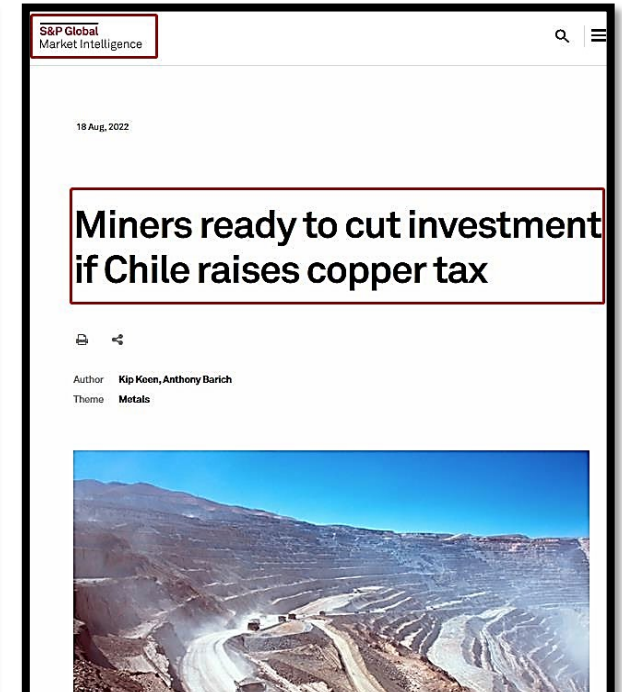 S&P Global
Market Intelligence
18 Aug, 2022
Miners ready to cut investment
if Chile raises copper tax
Author Kip Keen, Anthony Barich
Theme Metals